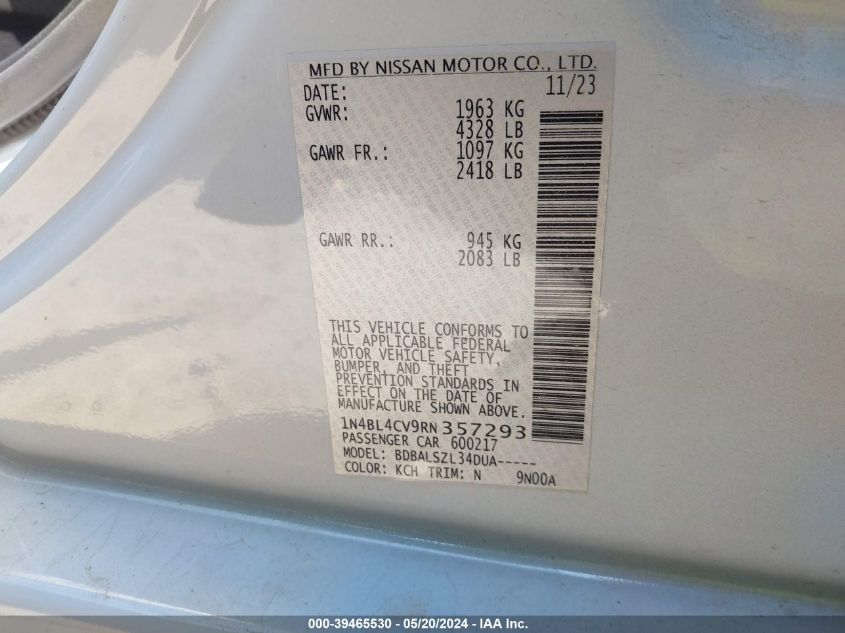 MFD BY NISSAN MOTOR CO., LTD.
DATE: 11/23
GVWR: 1963 KG
4328 LB
GAWR FR.: 1097 KG
2418 LB
GAWR RR.: 945 KG
2083 LB
THIS VEHICLE CONFORMS TO
ALL APPLICABLE FEDERAL
MOTOR VEHICLE SAFETY,
BUMPER, AND THEFT
PREVENTION STANDARDS IN
EFFECT ON THE DATE OF
MANUFACTURE SHOWN ABOVE.
1N4BL4CV9RN357293
PASSENGER CAR 600217
MODEL: BDBALSZL34DUA-----
COLOR: KCH TRIM: N 9N00A
000-39465530 - 05/20/2024 - IAA Inc.